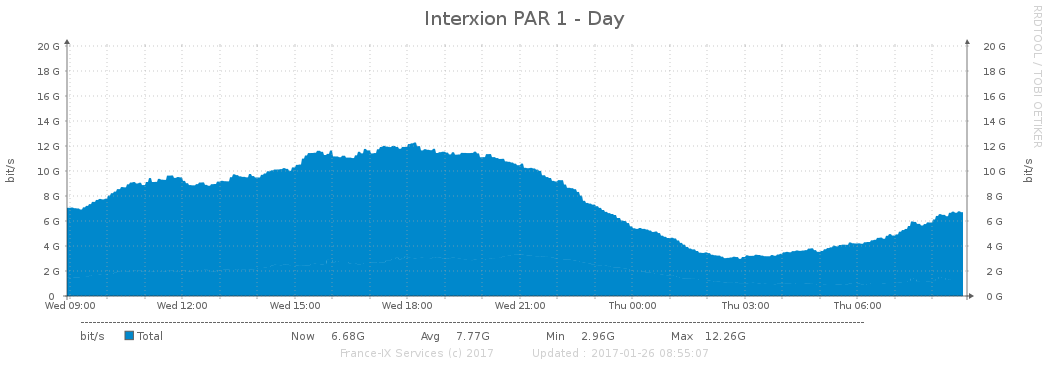 Interxion PAR 1 - Day
RRDTOOL / TOBI OETIKER
bit/s
20 G 20 G
18 G 18 G
16 G 16 G
14 G 14 G
12 G 12 G
10 G 10 G
8 G 8 G
6 G 6 G
4 G 4 G
2 G 2 G
0 0 G
bit/s
Wed 09:00 Wed 12:00 Wed 15:00 Wed 18:00 Wed 21:00 Thu 00:00 Thu 03:00 Thu 06:00
bit/s Total Now 6.68G Avg 7.77G Min 2.96G Max 12.26G
France-IX Services (c) 2017 Updated : 2017-01-26 08:55:07